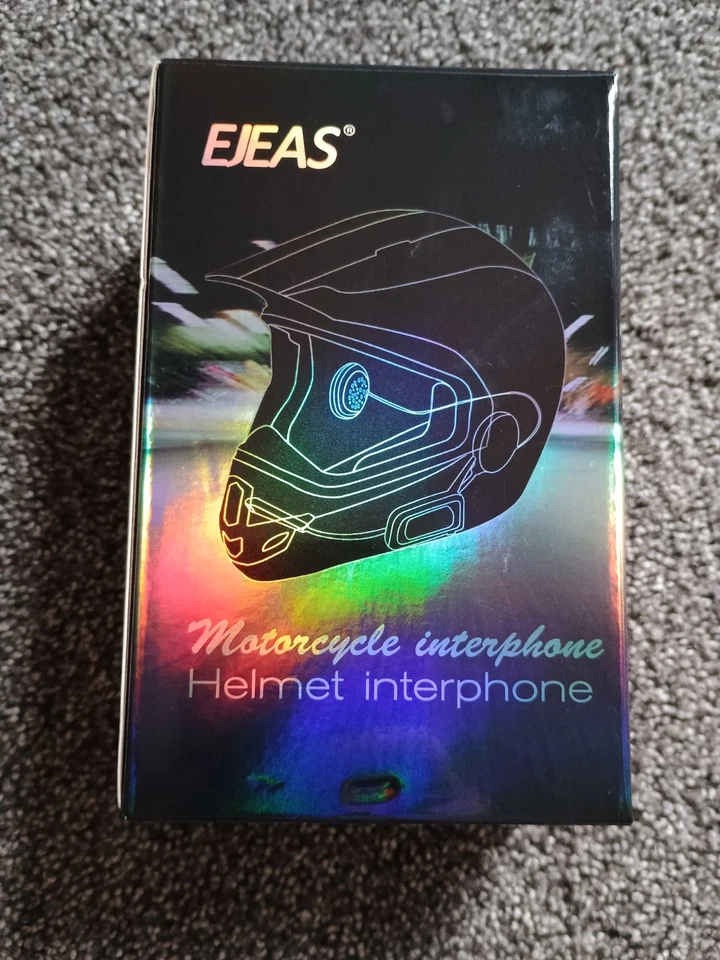 EJEAS®
Motorcycle interphone
Helmet interphone